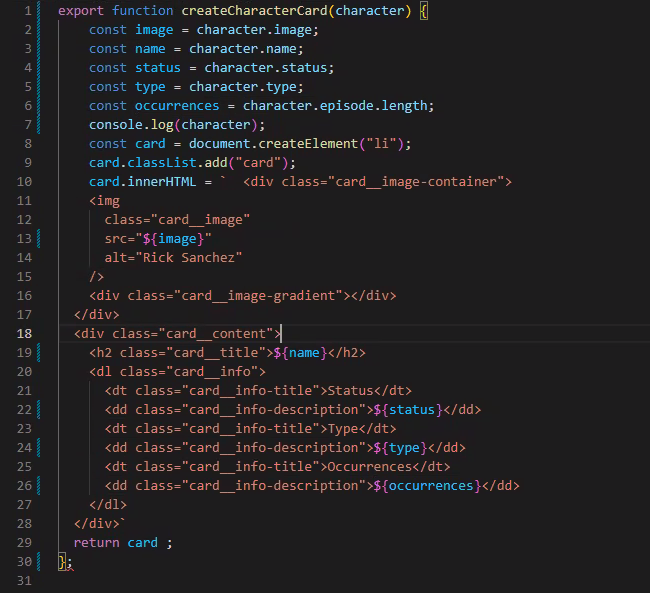 1 export function createCharacterCard(character) {
2 const image = character.image;
3 const name = character.name;
4 const status = character.status;
5 const type = character.type;
6 const occurrences = character.episode.length;
7 console.log(character);
8 const card = document.createElement("li");
9 card.classList.add("card");
10 card.innerHTML = `  <div class="card__image-container">
11 <img
12 class="card__image"
13 src="${image}"
14 alt="Rick Sanchez"
15 />
16 <div class="card__image-gradient"></div>
17 </div>
18 <div class="card__content">
19 <h2 class="card__title">${name}</h2>
20 <dl class="card__info">
21 <dt class="card__info-title">Status</dt>
22 <dd class="card__info-description">${status}</dd>
23 <dt class="card__info-title">Type</dt>
24 <dd class="card__info-description">${type}</dd>
25 <dt class="card__info-title">Occurrences</dt>
26 <dd class="card__info-description">${occurrences}</dd>
27 </dl>
28 </div>`
29 return card ;
30 };
31